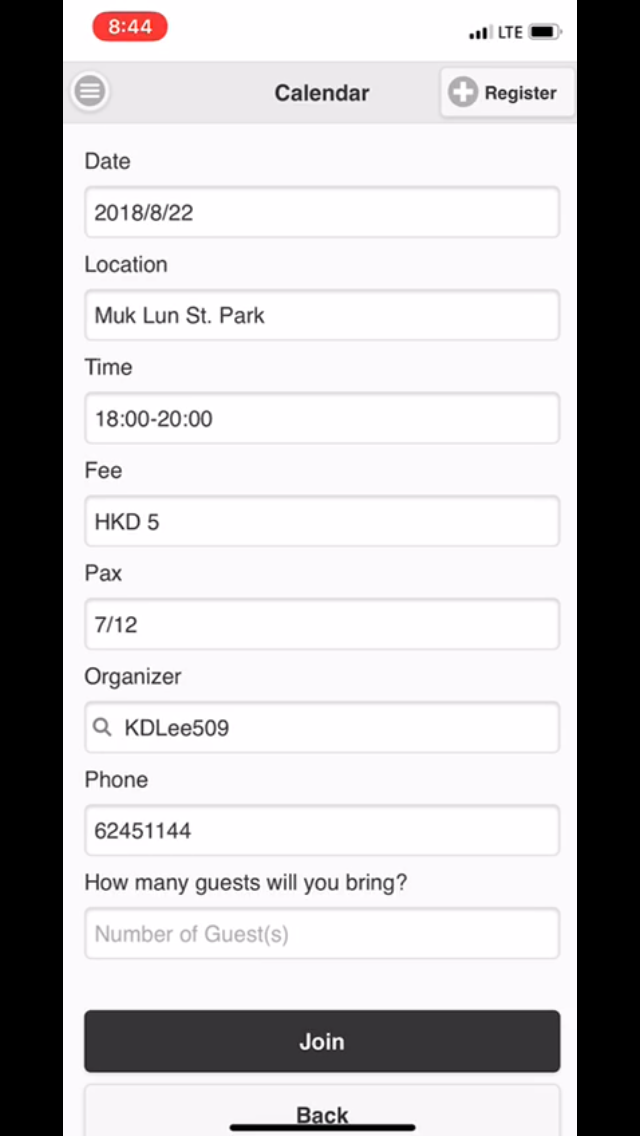 8:44
LTE
Calendar
Register
Date
2018/8/22
Location
Muk Lun St. Park
Time
18:00-20:00
Fee
HKD 5
Pax
7/12
Organizer
KDLee509
Phone
62451144
How many guests will you bring?
Number of Guest(s)
Join
Back